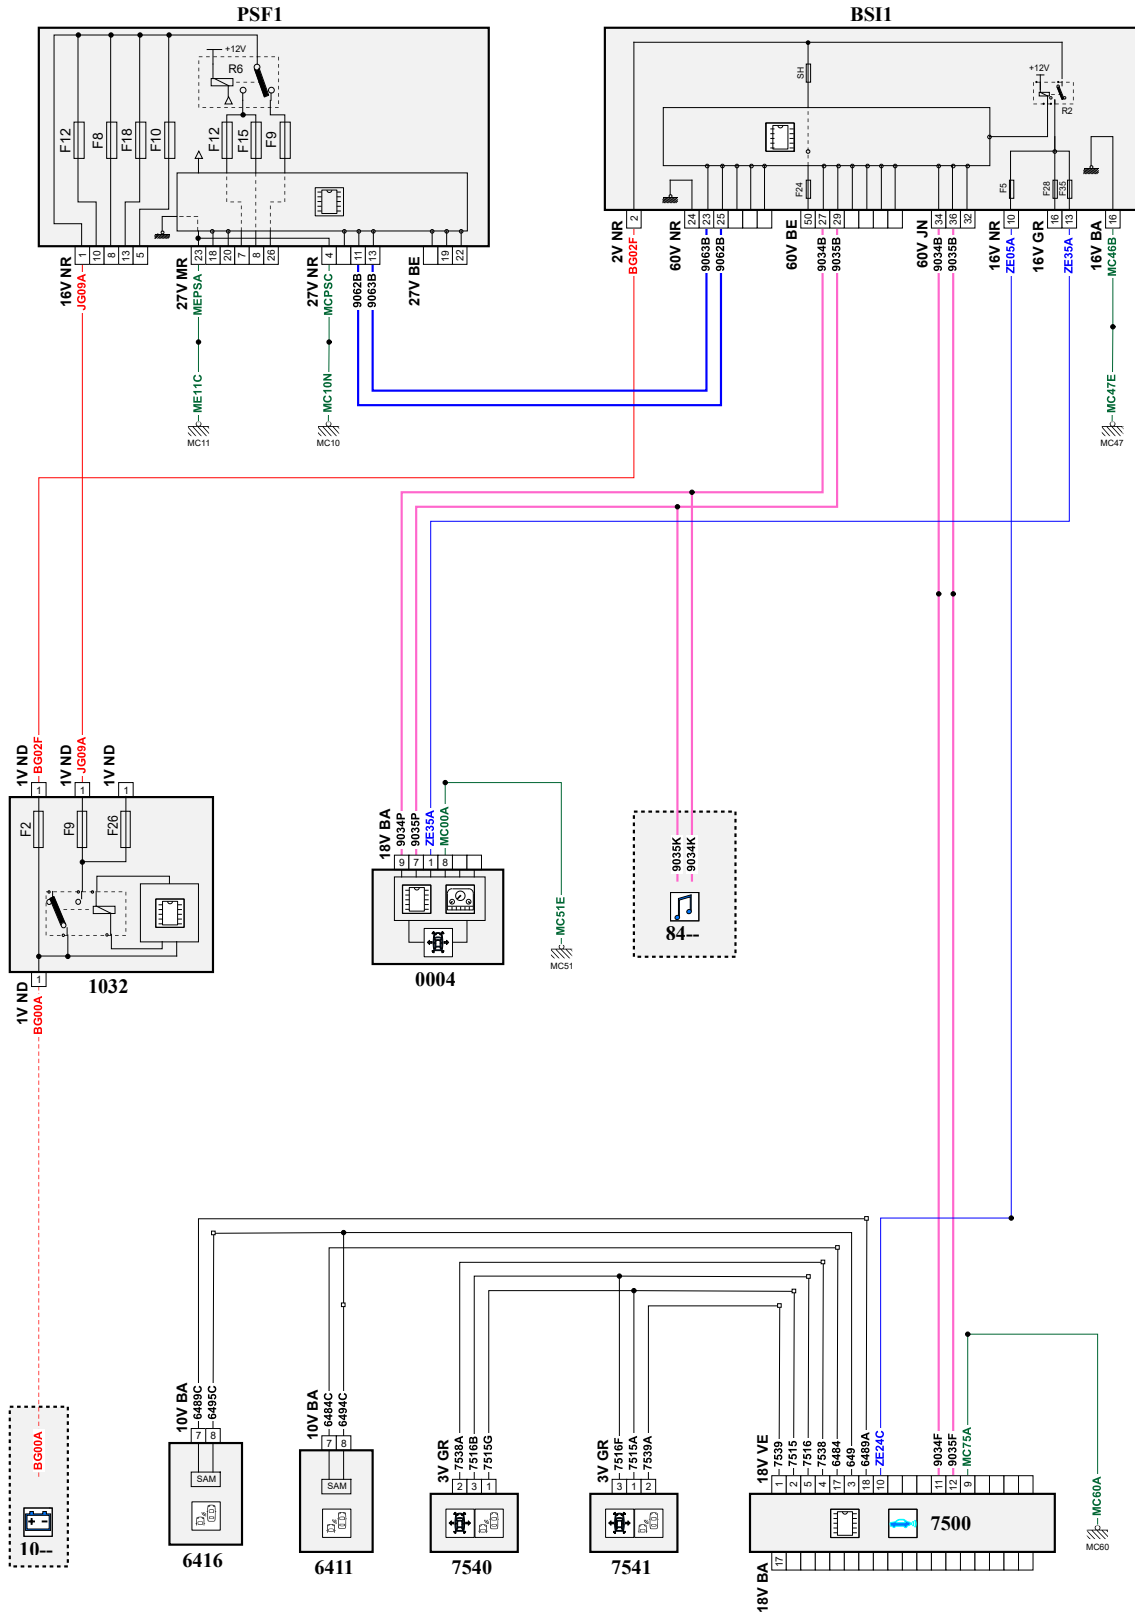 PSF1
BSI1
+12V
R6
F12
F8
F18
F10
F12
F15
F9
SH
+12V
R2
F24
F5
F28
F35
16V NR
1
10
8
13
5
27V MR
23
18
20
7
8
26
27V NR
4
11
13
27V BE
19
22
2V NR
2
60V NR
24
23
25
60V BE
50
27
29
60V JN
34
36
32
16V NR
10
16V GR
16
13
16V BA
16
JG09A
MEPSA
MCPSC
9062B
9063B
BG02F
9063B
9062B
9034B
9035B
9034B
9035B
ZE05A
ZE35A
MC46B
ME11C
MC10N
MC47E
MC11
MC10
MC47
1V ND
BG02F
1V ND
JG09A
1V ND
1
1
1
F2
F9
F26
1
1032
1V ND
BG00A
18V BA
9034P
9035P
ZE35A
MC00A
9
7
1
8
0004
MC51E
MC51
9035K
9034K
84--
BG00A
10--
10V BA
6489C
6495C
7
8
SAM
6416
10V BA
6484C
6494C
7
8
SAM
6411
3V GR
7538A
7516B
7515G
2
3
1
7540
3V GR
7516F
7515A
7539A
3
1
2
7541
18V VE
7539
7515
7516
7538
6484
649
6489A
ZE24C
9034F
9035F
MC75A
1
2
5
4
17
3
18
10
11
12
9
7500
18V BA
17
MC60A
MC60